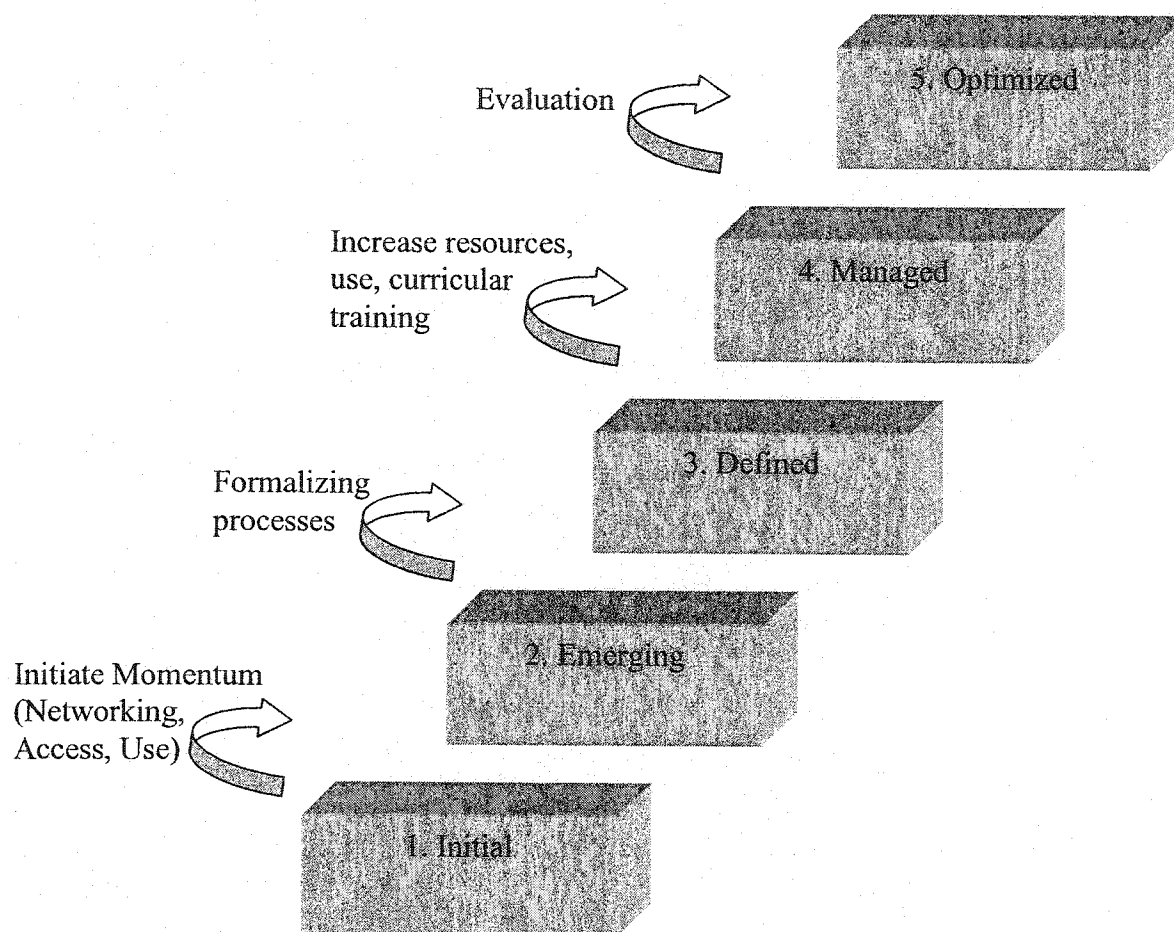 5. Optimized
Evaluation
4. Managed
Increase resources,
use, curricular
training
3. Defined
Formalizing
processes
2. Emerging
Initiate Momentum
(Networking,
Access, Use)
1. Initial